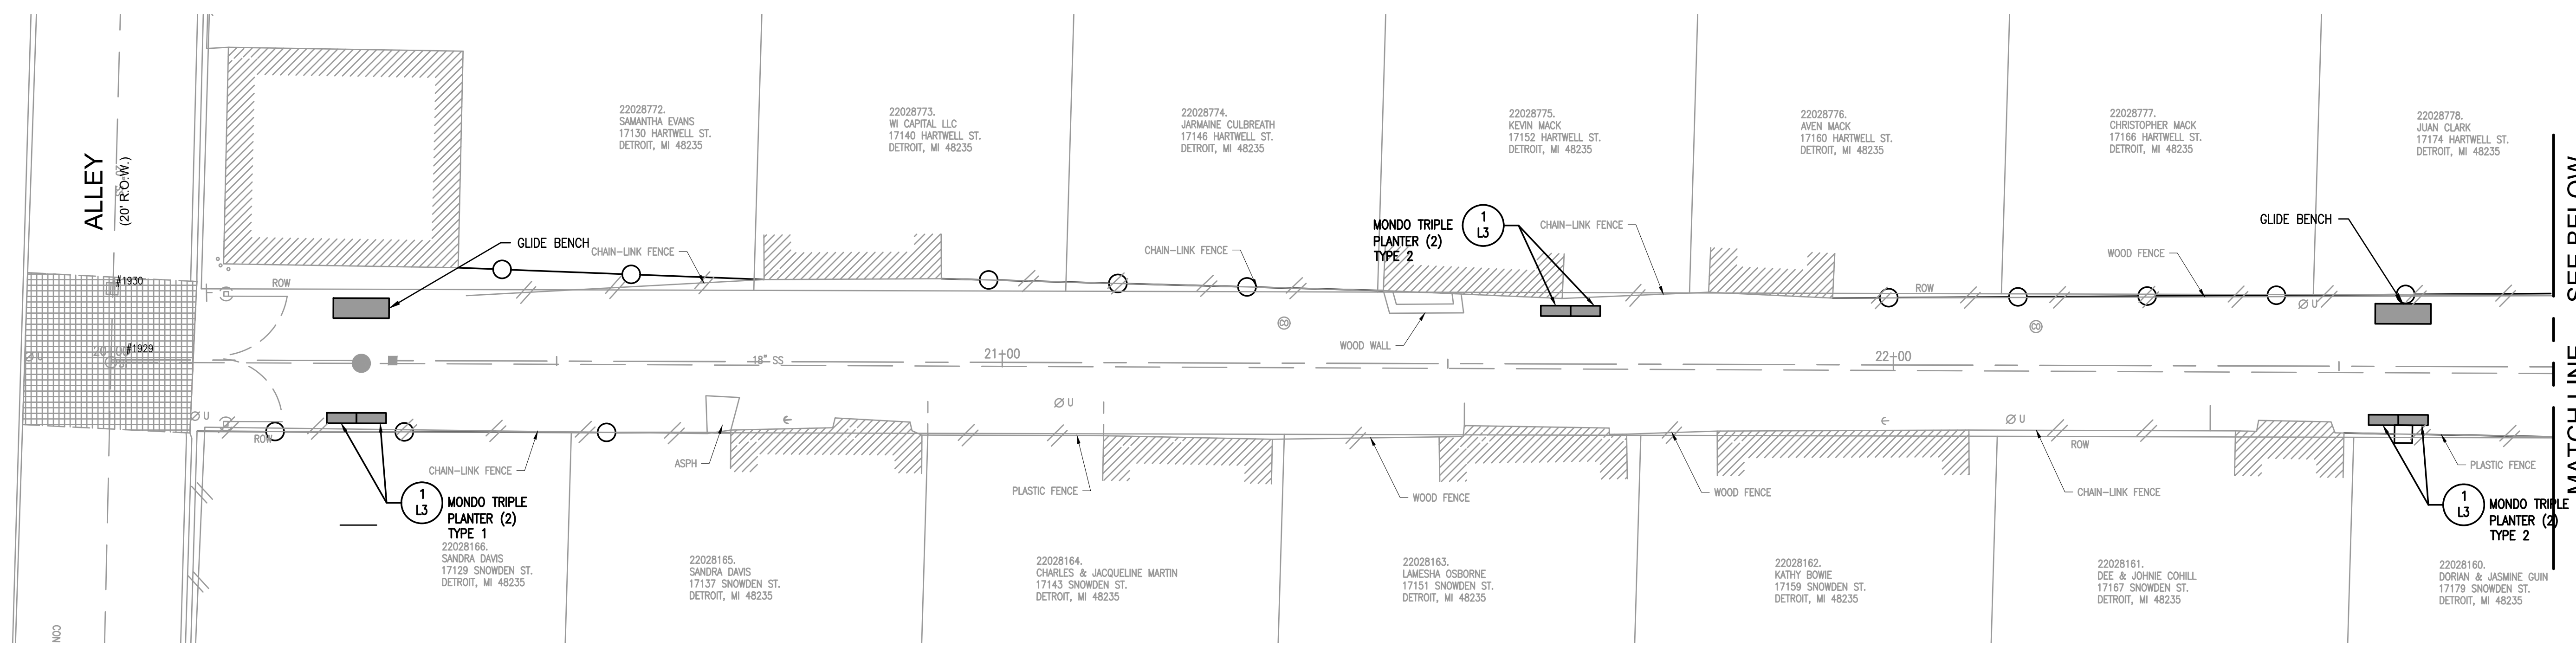 22028772.
SAMANTHA EVANS
17130 HARTWELL ST.
DETROIT, MI 48235
22028773.
WI CAPITAL LLC
17140 HARTWELL ST.
DETROIT, MI 48235
22028774.
JARMAINE CULBREATH
17146 HARTWELL ST.
DETROIT, MI 48235
22028775.
KEVIN MACK
17152 HARTWELL ST.
DETROIT, MI 48235
22028776.
AVEN MACK
17160 HARTWELL ST.
DETROIT, MI 48235
22028777.
CHRISTOPHER MACK
17166 HARTWELL ST.
DETROIT, MI 48235
22028778.
JUAN CLARK
17174 HARTWELL ST.
DETROIT, MI 48235
ALLEY
(20' R.O.W.)
GLIDE BENCH
CHAIN-LINK FENCE
CHAIN-LINK FENCE
MONDO TRIPLE
PLANTER (2)
TYPE 2
1
L3
CHAIN-LINK FENCE
WOOD FENCE
GLIDE BENCH
#1930
ROW
ROW
U
CO
CO
WOOD WALL
#1929
U
18" SS
21+00
22+00
U
ROW
U
U
ROW
CHAIN-LINK FENCE
ASPH
PLASTIC FENCE
WOOD FENCE
WOOD FENCE
CHAIN-LINK FENCE
PLASTIC FENCE
1
L3
MONDO TRIPLE
PLANTER (2)
TYPE 1
1
L3
MONDO TRIPLE
PLANTER (2)
TYPE 2
22028166.
SANDRA DAVIS
17129 SNOWDEN ST.
DETROIT, MI 48235
22028165.
SANDRA DAVIS
17137 SNOWDEN ST.
DETROIT, MI 48235
22028164.
CHARLES & JACQUELINE MARTIN
17143 SNOWDEN ST.
DETROIT, MI 48235
22028163.
LAMESHA OSBORNE
17151 SNOWDEN ST.
DETROIT, MI 48235
22028162.
KATHY BOWIE
17159 SNOWDEN ST.
DETROIT, MI 48235
22028161.
DEE & JOHNIE COHILL
17167 SNOWDEN ST.
DETROIT, MI 48235
22028160.
DORIAN & JASMINE GUIN
17179 SNOWDEN ST.
DETROIT, MI 48235
CON